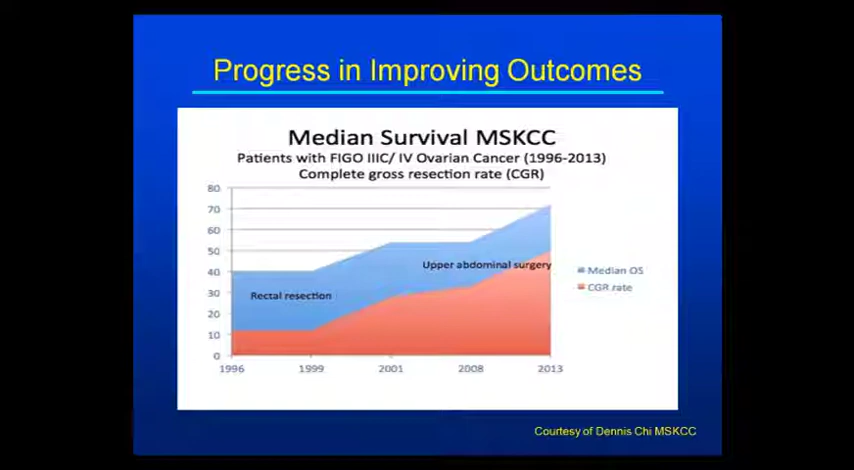 Progress in Improving Outcomes
Median Survival MSKCC
Patients with FIGO IIIC/ IV Ovarian Cancer (1996-2013)
Complete gross resection rate (CGR)
80
70
60
50
40
30
20
10
0
Upper abdominal surgery
Rectal resection
Median OS
CGR rate
1996 1999 2001 2008 2013
Courtesy of Dennis Chi MSKCC